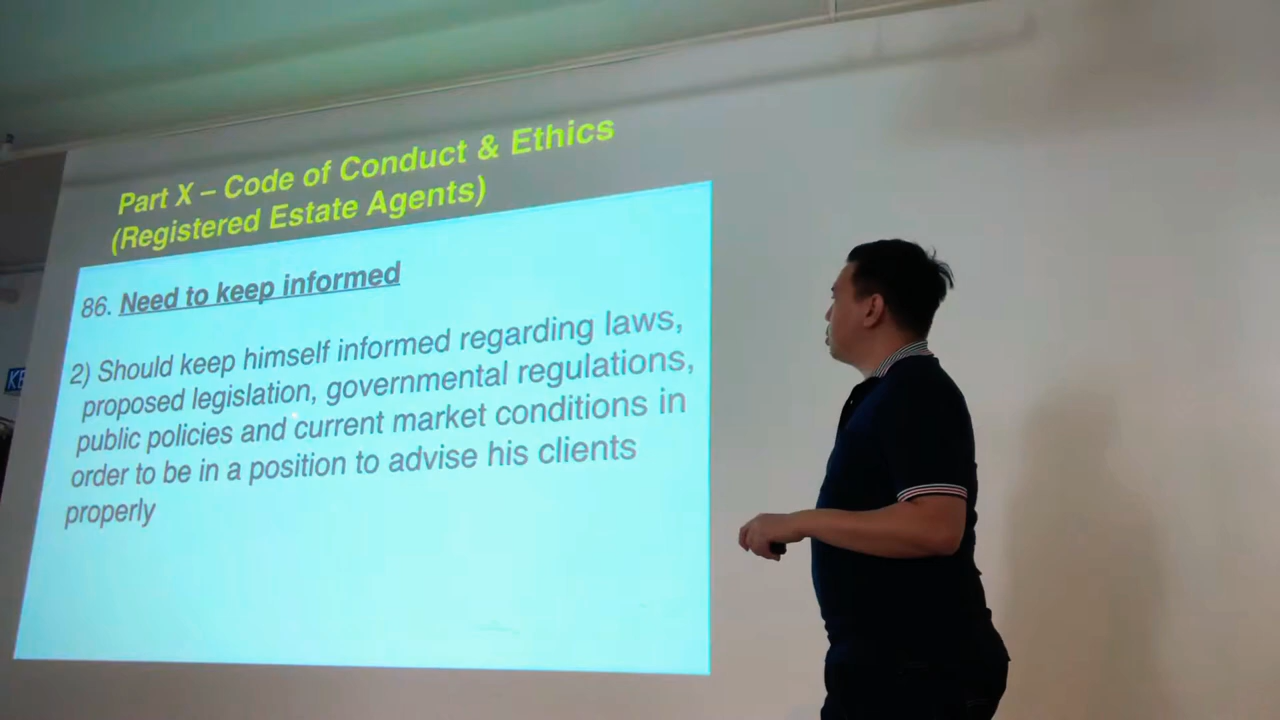 Part X – Code of Conduct & Ethics
(Registered Estate Agents)
86. Need to keep informed
2) Should keep himself informed regarding laws,
proposed legislation, governmental regulations,
public policies and current market conditions in
order to be in a position to advise his clients
properly
KE